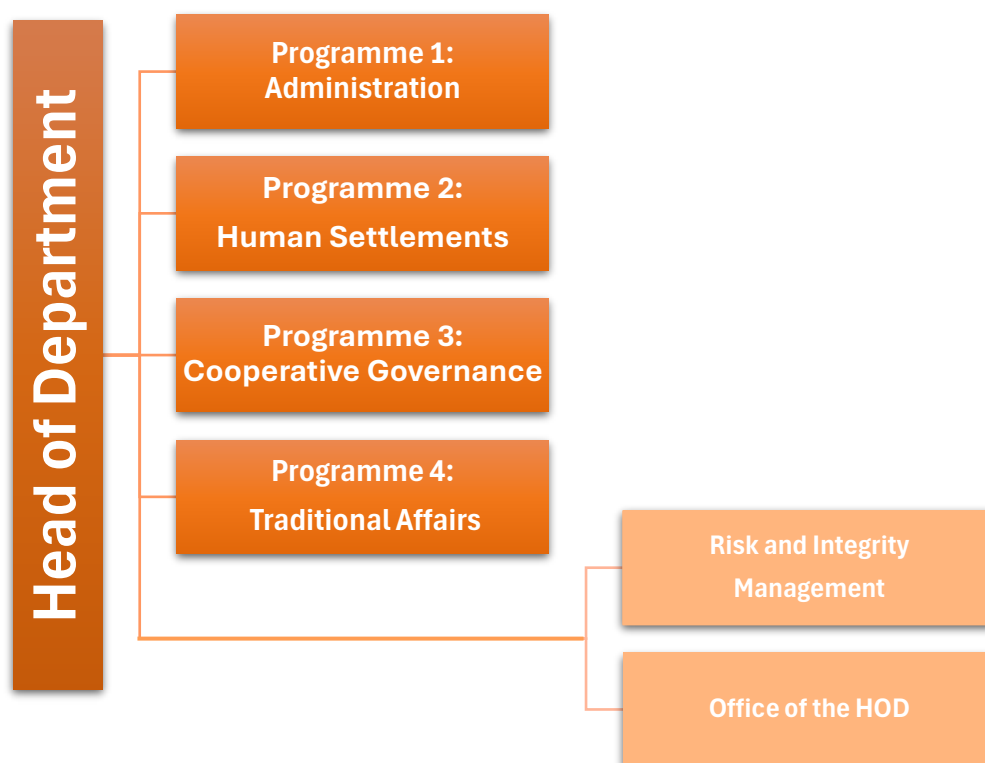 Head of Department
Programme 1:
Administration
Programme 2:
Human Settlements
Programme 3:
Cooperative Governance
Programme 4:
Traditional Affairs
Risk and Integrity
Management
Office of the HOD